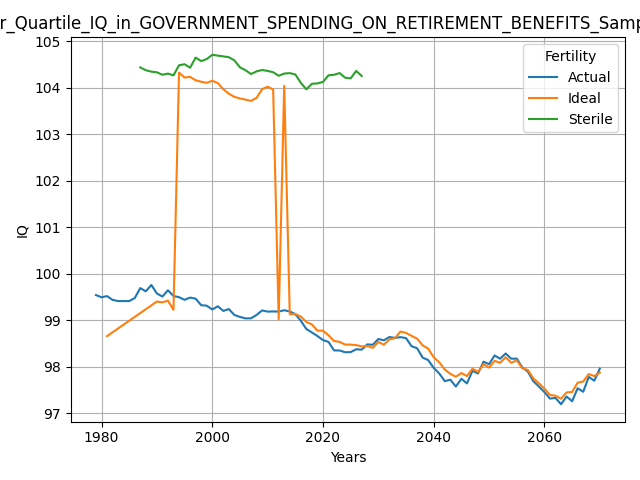 r_Quartile_IQ_in_GOVERNMENT_SPENDING_ON_RETIREMENT_BENEFITS_Samp
105
104
103
102
101
100
99
98
97
IQ
Fertility
Actual
Ideal
Sterile
1980
2000
2020
2040
2060
Years